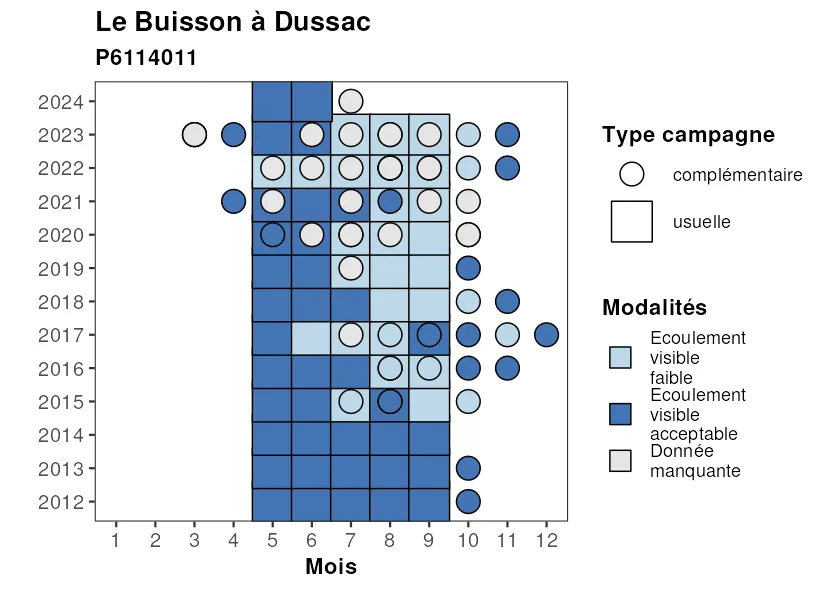 Le Buisson à Dussac
P6114011
2024
2023
2022
2021
2020
2019
2018
2017
2016
2015
2014
2013
2012
1 2 3 4 5 6 7 8 9 10 11 12
Mois
Type campagne
complémentaire
usuelle
Modalités
Ecoulement
visible
faible
Ecoulement
visible
acceptable
Donnée
manquante